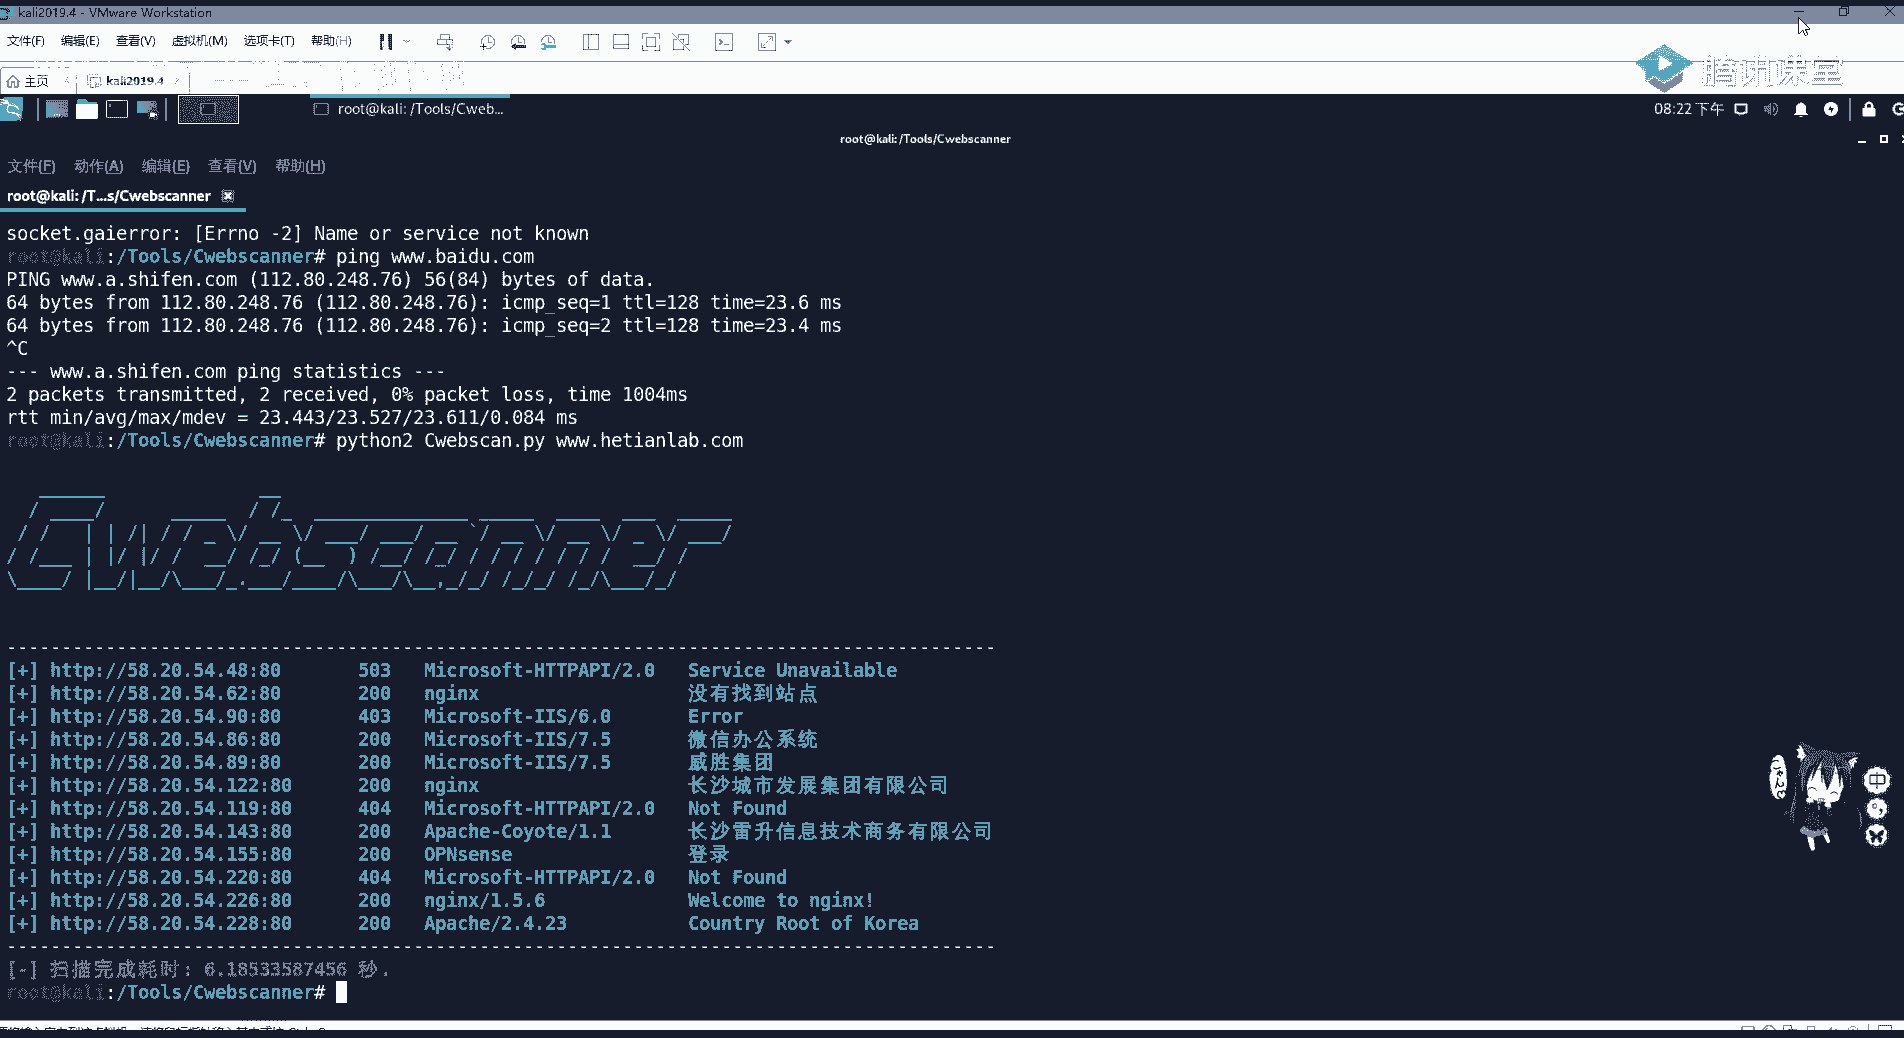 kali2019.4 - VMware Workstation
文件(F) 编辑(E) 查看(V) 虚拟机(M) 选项卡(T) 帮助(H)
主页 kali2019.4
腾讯课堂
root@kali: /Tools/Cweb... 08:22 下午
root@kali: /Tools/Cwebscanner
文件(F) 动作(A) 编辑(E) 查看(V) 帮助(H)
root@kali: /T...s/Cwebscanner
socket.gaierror: [Errno -2] Name or service not known
root@kali:/Tools/Cwebscanner# ping www.baidu.com
PING www.a.shifen.com (112.80.248.76) 56(84) bytes of data.
64 bytes from 112.80.248.76 (112.80.248.76): icmp_seq=1 ttl=128 time=23.6 ms
64 bytes from 112.80.248.76 (112.80.248.76): icmp_seq=2 ttl=128 time=23.4 ms
^C
--- www.a.shifen.com ping statistics ---
2 packets transmitted, 2 received, 0% packet loss, time 1004ms
rtt min/avg/max/mdev = 23.443/23.527/23.611/0.084 ms
root@kali:/Tools/Cwebscanner# python2 Cwebscan.py www.hetianlab.com
Cwebscanner
[+] http://58.20.54.48:80 503 Microsoft-HTTPAPI/2.0 Service Unavailable
[+] http://58.20.54.62:80 200 nginx 没有找到站点
[+] http://58.20.54.90:80 403 Microsoft-IIS/6.0 Error
[+] http://58.20.54.86:80 200 Microsoft-IIS/7.5 微信办公系统
[+] http://58.20.54.89:80 200 Microsoft-IIS/7.5 威胜集团
[+] http://58.20.54.122:80 200 nginx 长沙城市发展集团有限公司
[+] http://58.20.54.119:80 404 Microsoft-HTTPAPI/2.0 Not Found
[+] http://58.20.54.143:80 200 Apache-Coyote/1.1 长沙雷升信息技术商务有限公司
[+] http://58.20.54.155:80 200 OPNsense 登录
[+] http://58.20.54.220:80 404 Microsoft-HTTPAPI/2.0 Not Found
[+] http://58.20.54.226:80 200 nginx/1.5.6 Welcome to nginx!
[+] http://58.20.54.228:80 200 Apache/2.4.23 Country Root of Korea
[-] 扫描完成耗时: 6.18533587456 秒.
root@kali:/Tools/Cwebscanner#
中